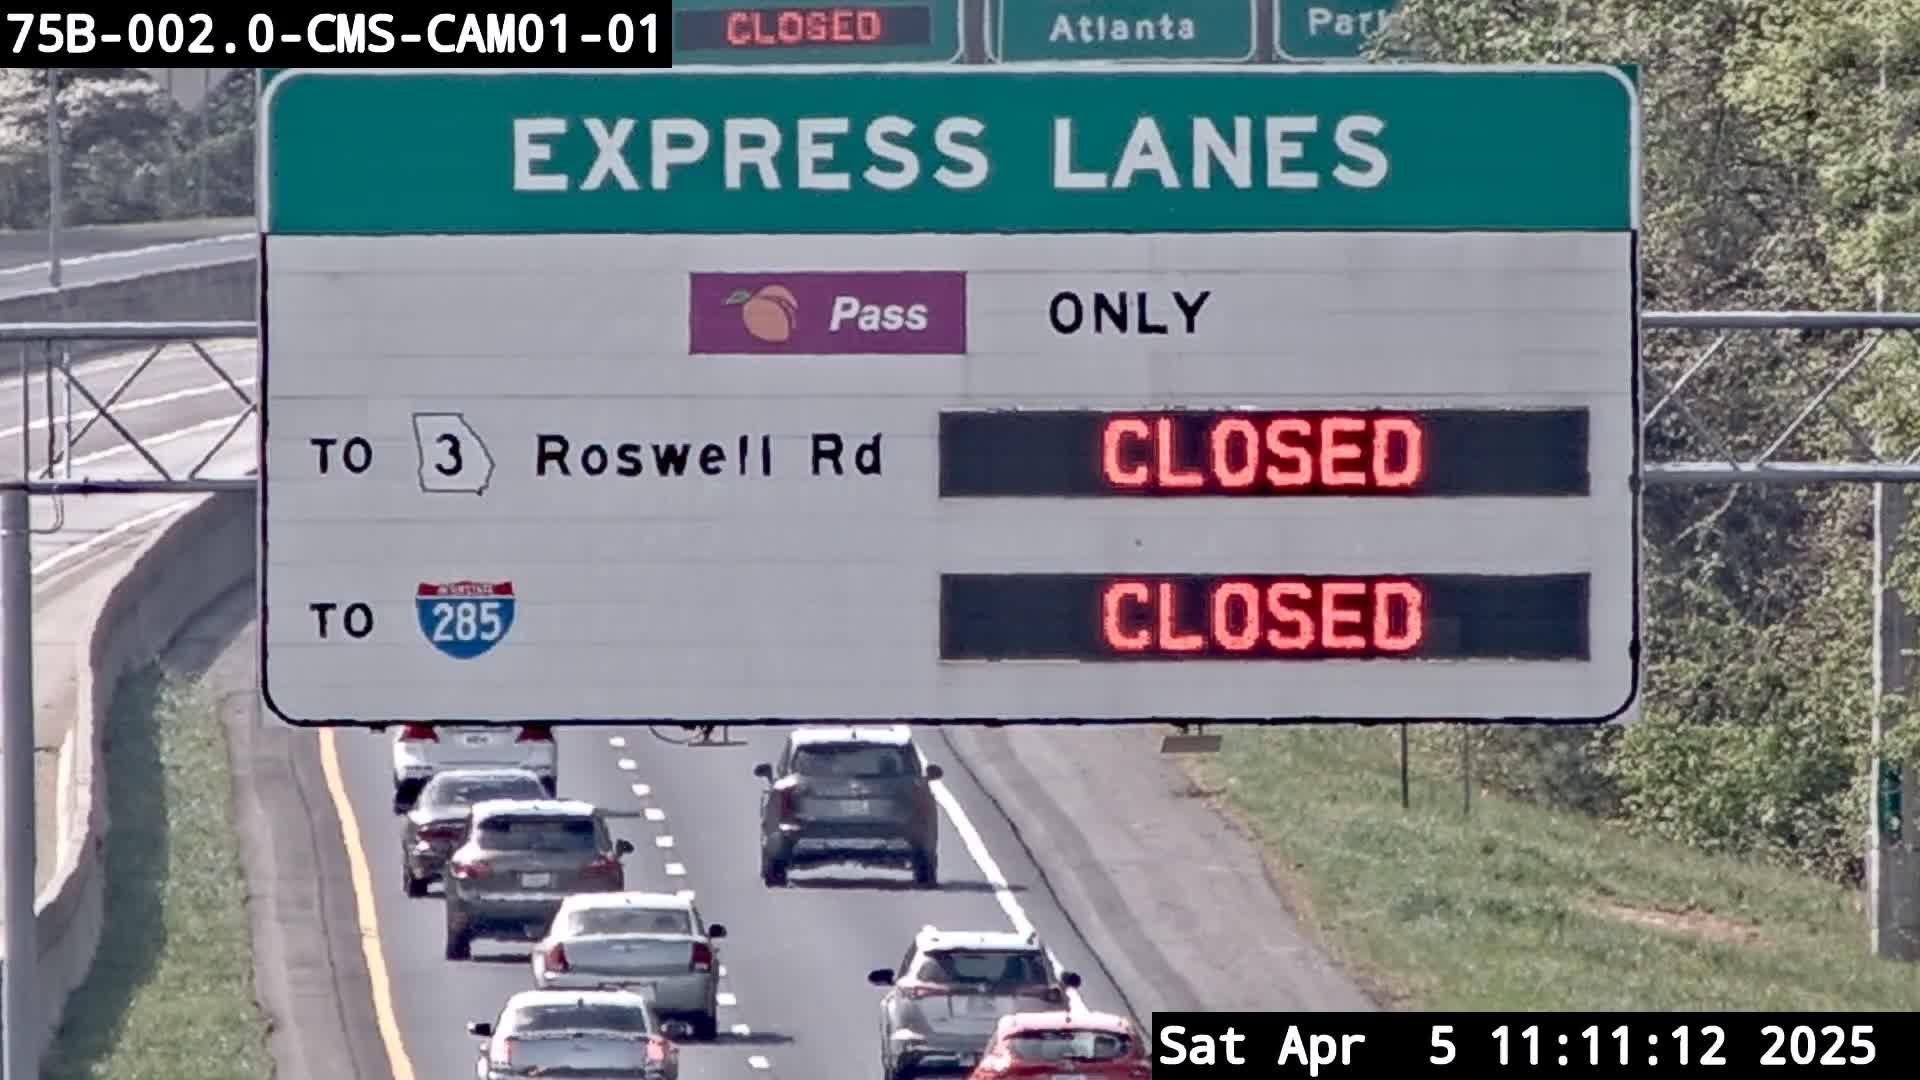 75B-002.0-CMS-CAM01-01
CLOSED
Atlanta
EXPRESS LANES
Pass ONLY
TO 3 Roswell Rd CLOSED
TO INTERSTATE 285 CLOSED
Sat Apr 5 11:11:12 2025